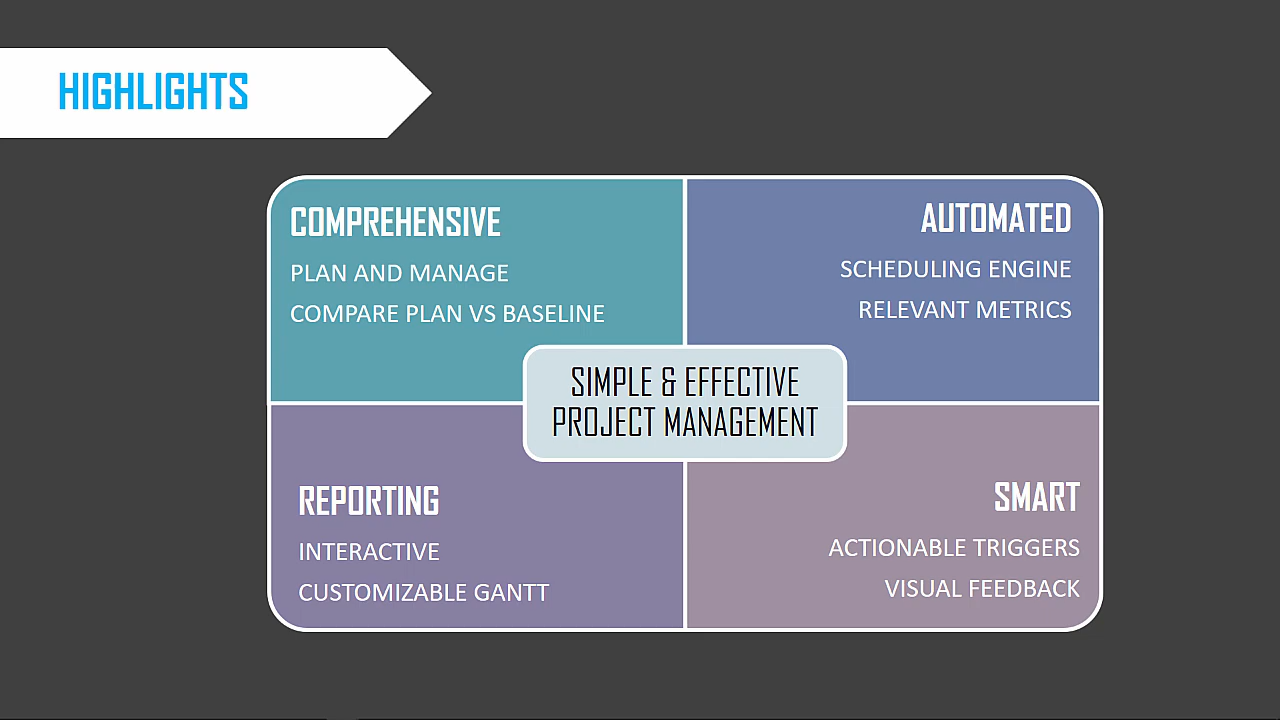 HIGHLIGHTS
COMPREHENSIVE
PLAN AND MANAGE
COMPARE PLAN VS BASELINE
AUTOMATED
SCHEDULING ENGINE
RELEVANT METRICS
SIMPLE & EFFECTIVE
PROJECT MANAGEMENT
REPORTING
INTERACTIVE
CUSTOMIZABLE GANTT
SMART
ACTIONABLE TRIGGERS
VISUAL FEEDBACK